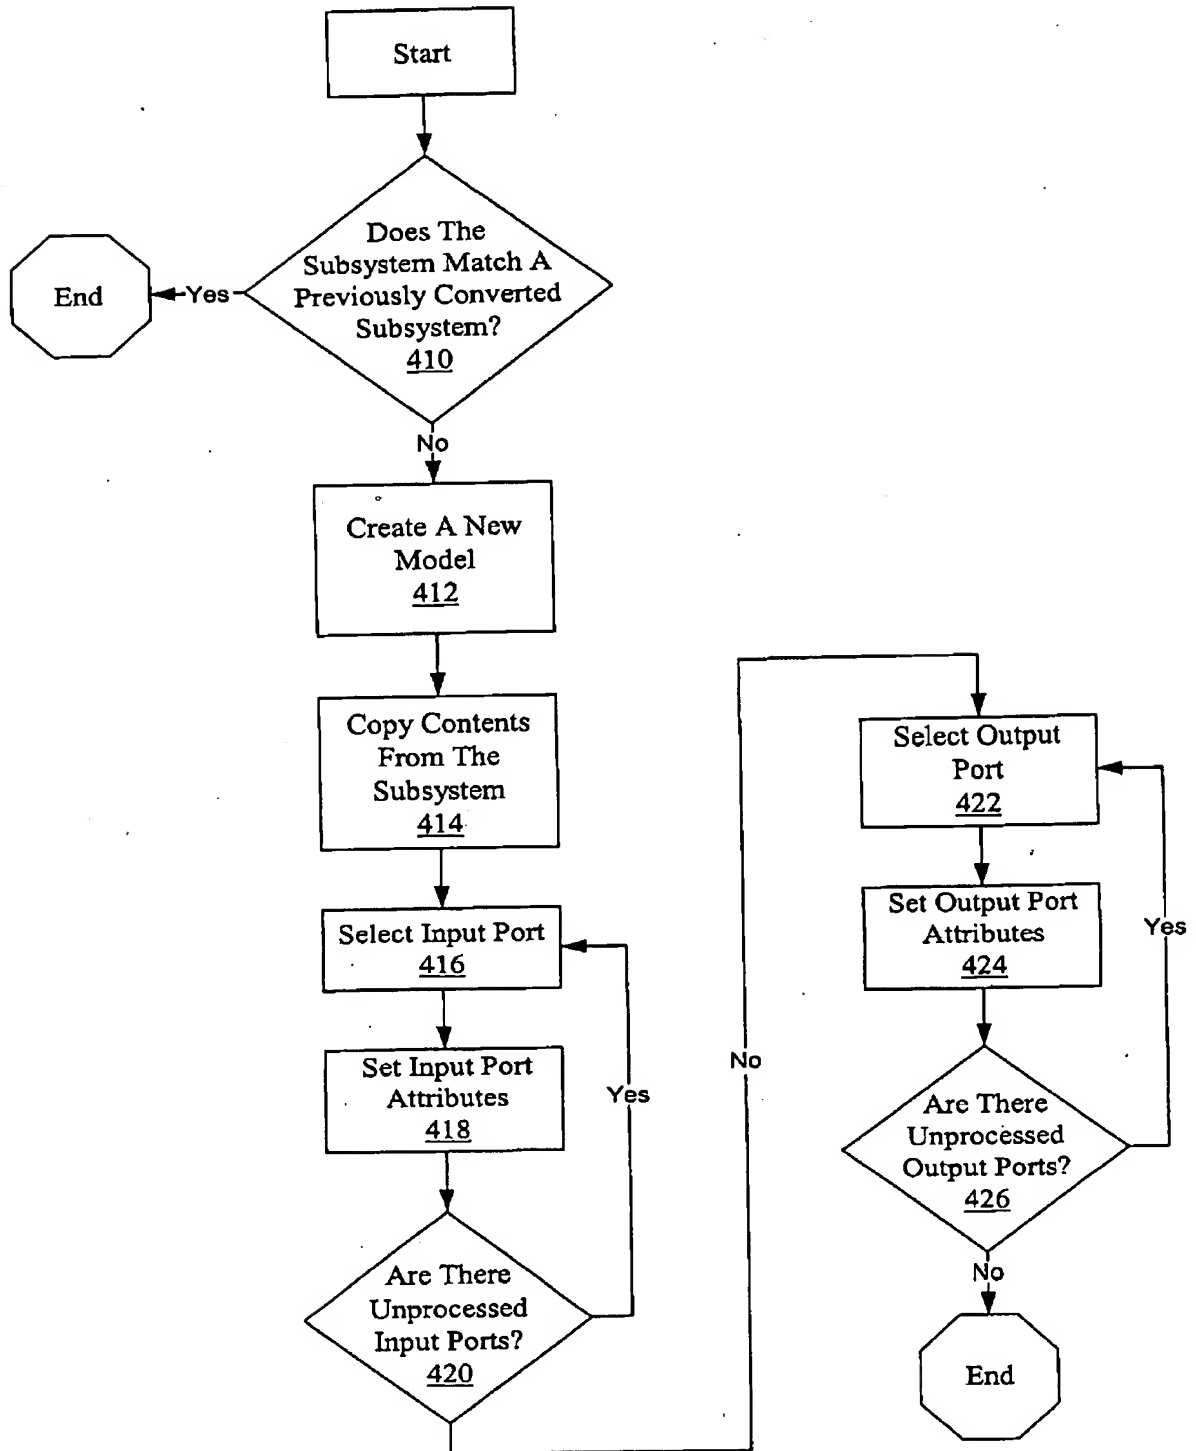 Start
Does The
Subsystem Match A
Previously Converted
Subsystem?
410
Yes
End
No
Create A New
Model
412
Copy Contents
From The
Subsystem
414
Select Input Port
416
Set Input Port
Attributes
418
Yes
Are There
Unprocessed
Input Ports?
420
No
Select Output
Port
422
Set Output Port
Attributes
424
Yes
Are There
Unprocessed
Output Ports?
426
No
End